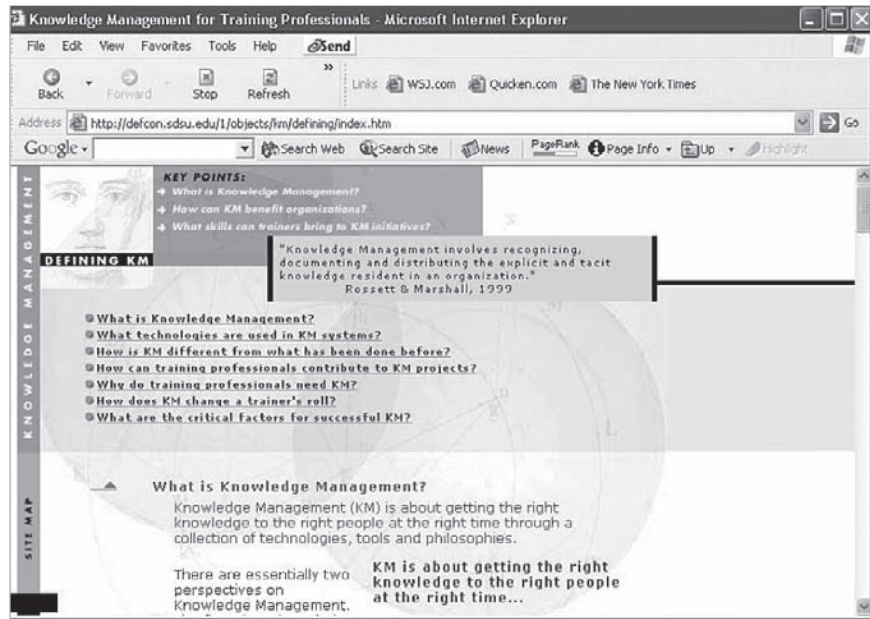 Knowledge Management for Training Professionals - Microsoft Internet Explorer
File Edit View Favorites Tools Help Send
Back Forward Stop Refresh » Links WSJ.com Quicken.com The New York Times
Address http://defcon.sdsu.edu/1/objects/km/defining/index.htm Go
Google Search Web Search Site News PageRank Page Info Up Highlight
KNOWLEDGE MANAGEMENT
SITE MAP
KEY POINTS:
What is Knowledge Management?
How can KM benefit organizations?
What skills can trainers bring to KM initiatives?
DEFINING KM
"Knowledge Management involves recognizing,
documenting and distributing the explicit and tacit
knowledge resident in an organization."
Rossett & Marshall, 1999
What is Knowledge Management?
What technologies are used in KM systems?
How is KM different from what has been done before?
How can training professionals contribute to KM projects?
Why do training professionals need KM?
How does KM change a trainer's roll?
What are the critical factors for successful KM?
What is Knowledge Management?
Knowledge Management (KM) is about getting the right
knowledge to the right people at the right time through a
collection of technologies, tools and philosophies.
There are essentially two
perspectives on
Knowledge Management.
KM is about getting the right
knowledge to the right people
at the right time...